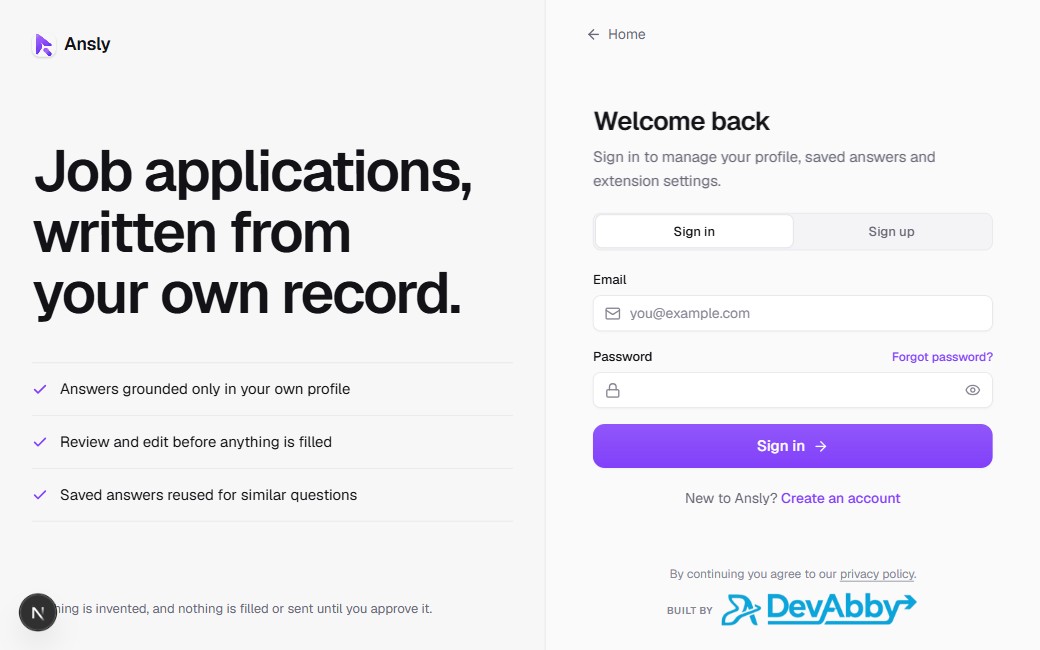 Ansly
Job applications,
written from
your own record.
Answers grounded only in your own profile
Review and edit before anything is filled
Saved answers reused for similar questions
N
is invented, and nothing is filled or sent until you approve it.
Home
Welcome back
Sign in to manage your profile, saved answers and
extension settings.
Sign in
Sign up
Email
you@example.com
Password
Forgot password?
Sign in
New to Ansly? Create an account
By continuing you agree to our privacy policy.
BUILT BY DevAbby